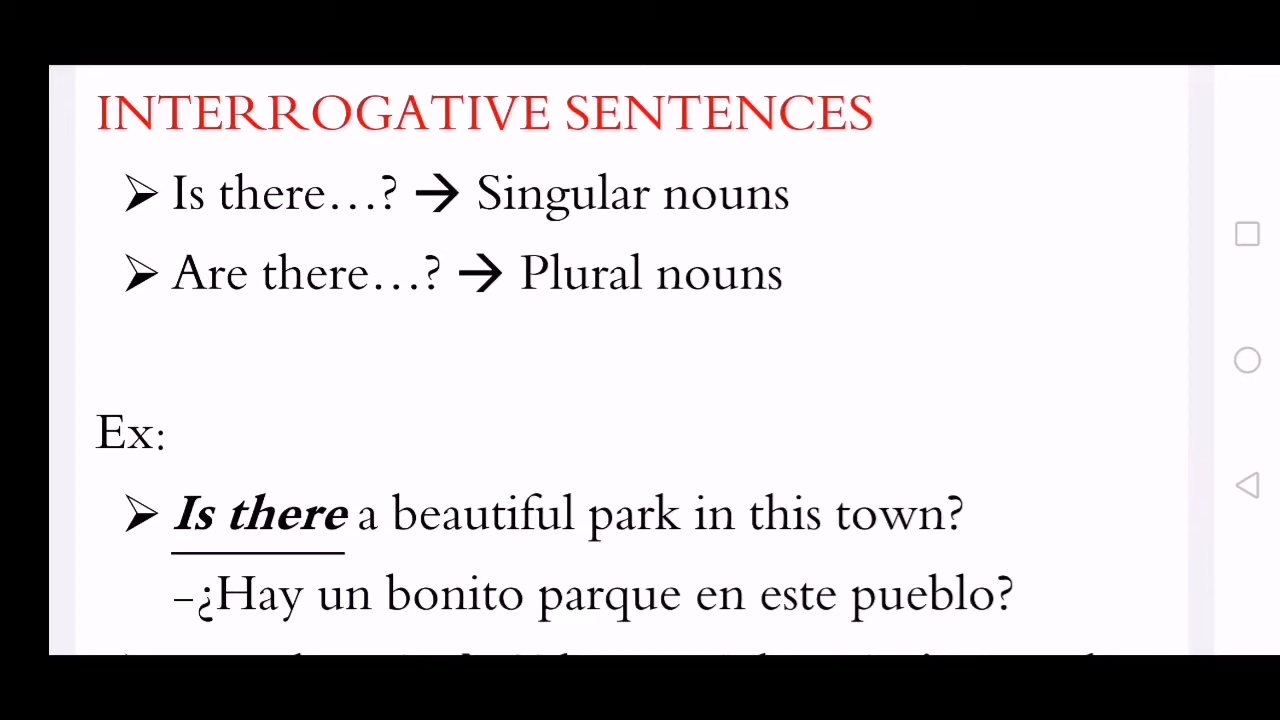 INTERROGATIVE SENTENCES
➢ Is there…? → Singular nouns
➢ Are there…? → Plural nouns
Ex:
➢ Is there a beautiful park in this town?
–¿Hay un bonito parque en este pueblo?